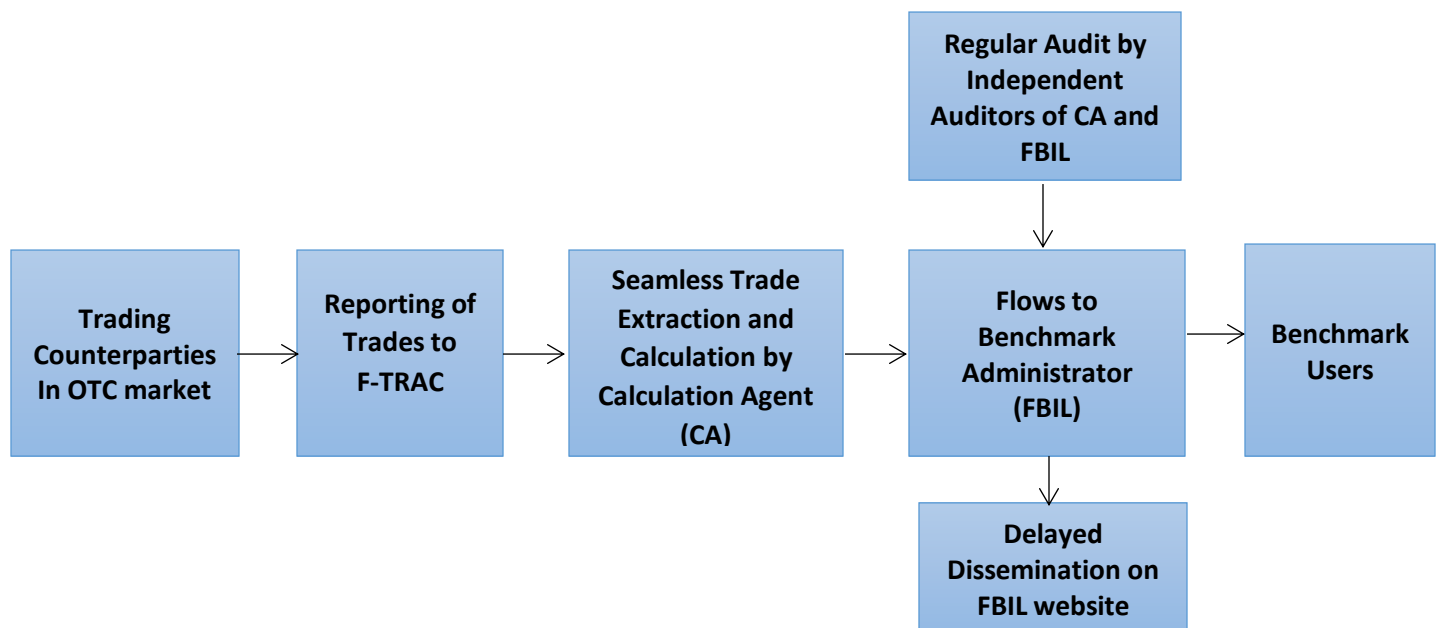 Regular Audit by
Independent
Auditors of CA and
FBIL
Trading
Counterparties
In OTC market
Reporting of
Trades to
F-TRAC
Seamless Trade
Extraction and
Calculation by
Calculation Agent
(CA)
Flows to
Benchmark
Administrator
(FBIL)
Benchmark
Users
Delayed
Dissemination on
FBIL website